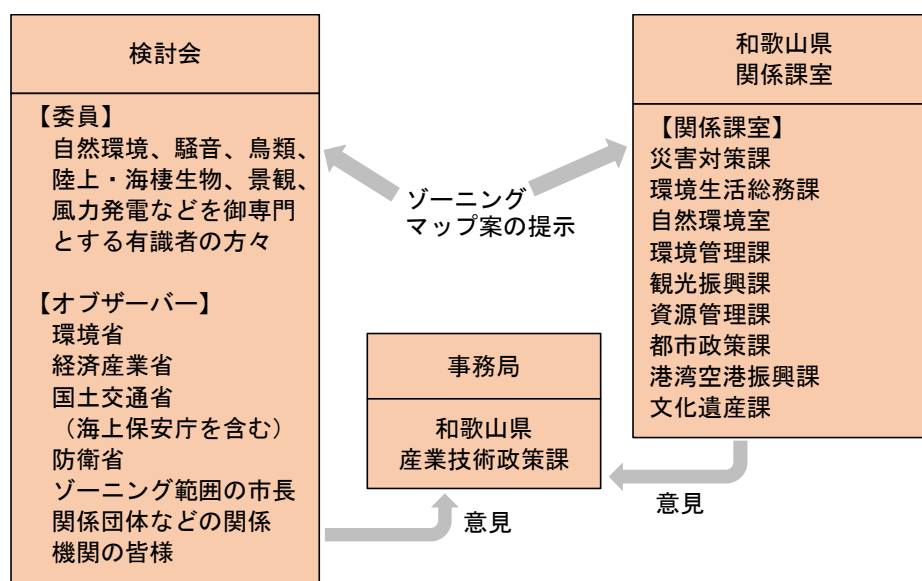 検討会
【委員】
自然環境、騒音、鳥類、
陸上・海棲生物、景観、
風力発電などを御専門
とする有識者の方々
【オブザーバー】
環境省
経済産業省
国土交通省
（海上保安庁を含む）
防衛省
ゾーニング範囲の市長
関係団体などの関係
機関の皆様
ゾーニング
マップ案の提示
事務局
和歌山県
産業技術政策課
意見
和歌山県
関係課室
【関係課室】
災害対策課
環境生活総務課
自然環境室
環境管理課
観光振興課
資源管理課
都市政策課
港湾空港振興課
文化遺産課
意見